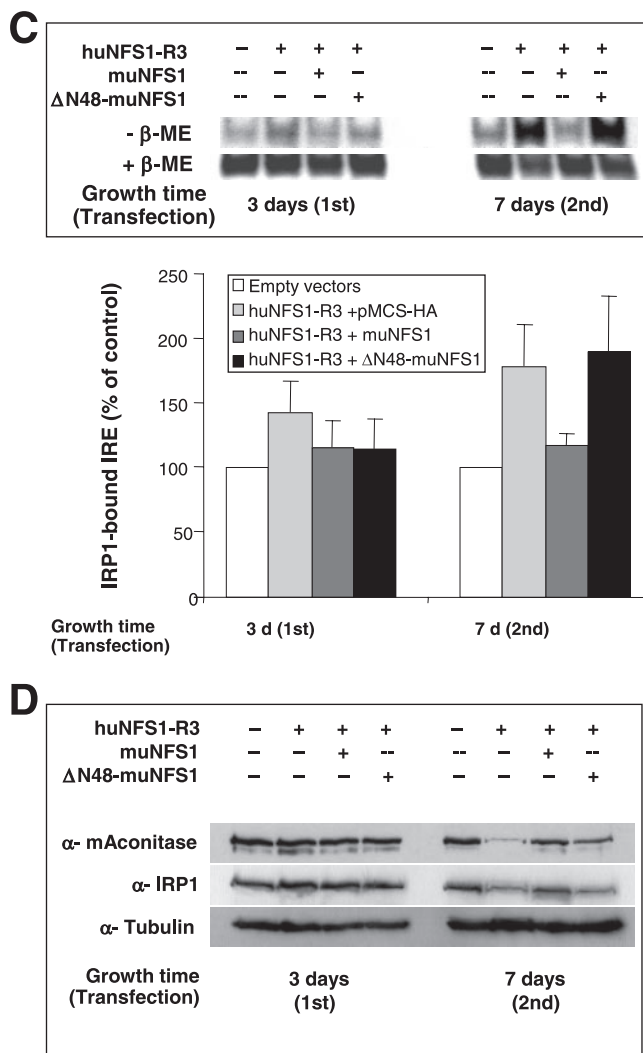 C
huNFS1-R3 – + + + – + + +
muNFS1 -- – + -- -- – + --
ΔN48-muNFS1 -- – – + -- – – +
- β-ME
+ β-ME
Growth time
(Transfection)
3 days (1st) 7 days (2nd)
250
200
150
100
50
0
IRP1-bound IRE (% of control)
Empty vectors
huNFS1-R3 +pMCS-HA
huNFS1-R3 + muNFS1
huNFS1-R3 + ΔN48-muNFS1
Growth time
(Transfection)
3 d (1st) 7 d (2nd)
D
huNFS1-R3 – + + + – + + +
muNFS1 – – + -- -- – + --
ΔN48-muNFS1 – – – + – – – +
α- mAconitase
α- IRP1
α- Tubulin
Growth time
(Transfection)
3 days
(1st)
7 days
(2nd)